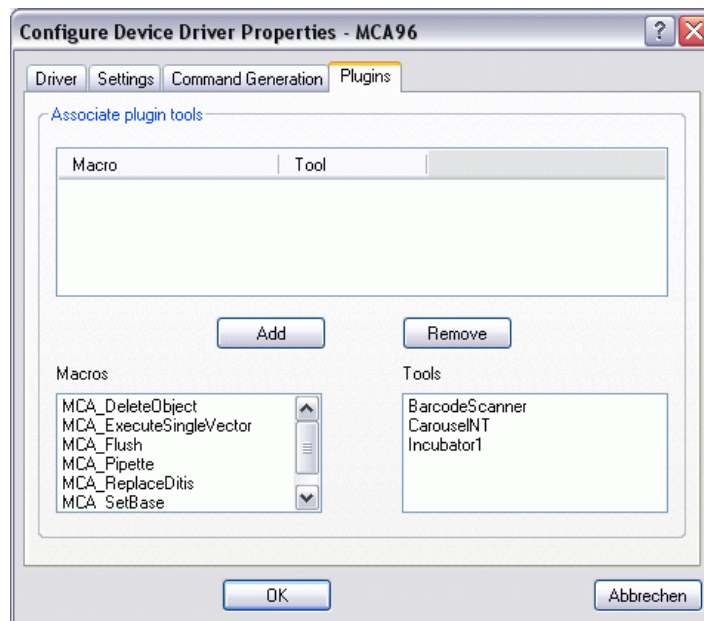 Configure Device Driver Properties - MCA96
Driver Settings Command Generation Plugins
Associate plugin tools
Macro Tool
Add Remove
Macros Tools
MCA_DeleteObject
MCA_ExecuteSingleVector
MCA_Flush
MCA_Pipette
MCA_ReplaceDitis
MCA_SetBase
BarcodeScanner
CarouselNT
Incubator1
OK Abbrechen